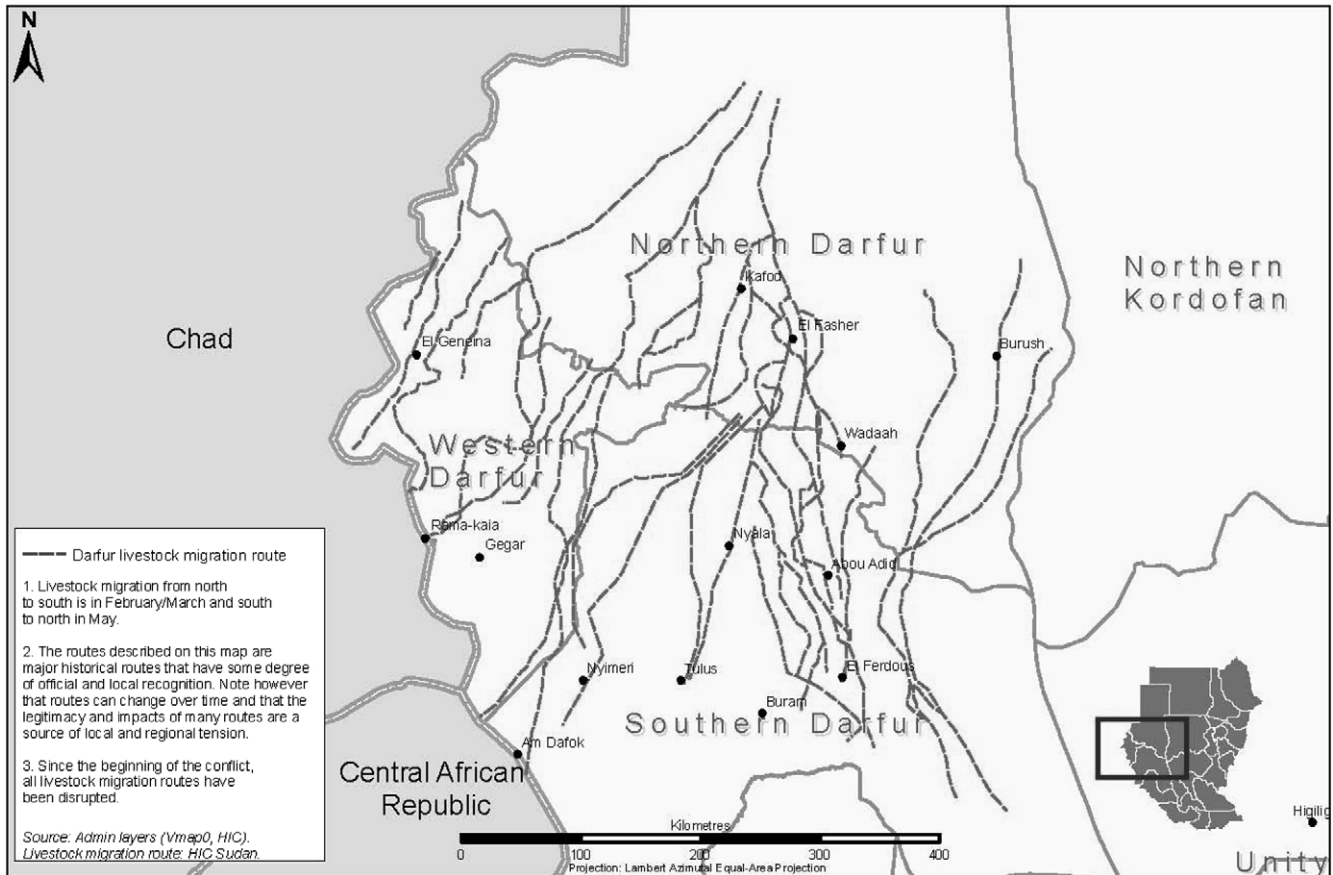 N
Northern Darfur
Kafod
Northern
Kordofan
El Fasher
Chad
El Geneina
Burush
Wadaah
Western
Darfur
Rama-kala
Gegar
Nyala
Abou Adid
Nyimeri
Tulus
El Ferdous
Buram
Southern Darfur
Am Dafok
Central African
Republic
Darfur livestock migration route
1. Livestock migration from north
to south is in February/March and south
to north in May.
2. The routes described on this map are
major historical routes that have some degree
of official and local recognition. Note however
that routes can change over time and that the
legitimacy and impacts of many routes are a
source of local and regional tension.
3. Since the beginning of the conflict,
all livestock migration routes have
been disrupted.
Source: Admin layers (Vmap0, HIC).
Livestock migration route: HIC Sudan.
Kilometres
0 100 200 300 400
Projection: Lambert Azimutal Equal-Area Projection
Higilig
Unity